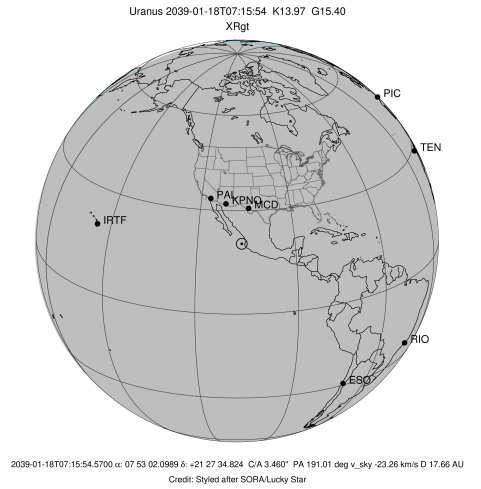 Uranus 2039-01-18T07:15:54 K13.97 G15.40
XRgt
PIC
TEN
PAL
KPNO
MCD
IRTF
RIO
ESO
2039-01-18T07:15:54.5700 α: 07 53 02.0989 δ: +21 27 34.824 C/A 3.460" PA 191.01 deg v_sky -23.26 km/s D 17.66 AU
Credit: Styled after SORA/Lucky Star